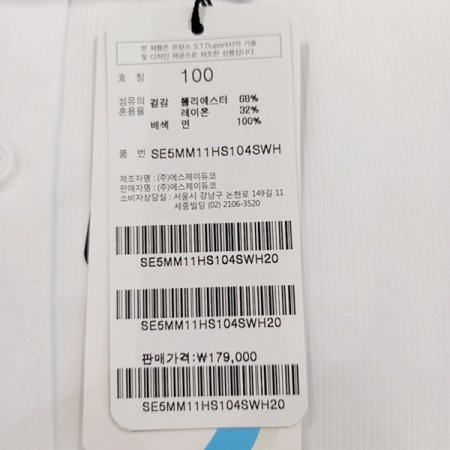 본 제품은 프랑스 S.T.Dupont사의 기술
및 디자인 제공으로 제조한 상품입니다.
호 칭 100
섬유의 겉감 폴리에스터 68%
혼용율 레이온 32%
배색 면 100%
품 번 SE5MM11HS104SWH
제조자명 : (주)에스제이듀코
판매자명 : (주)에스제이듀코
소비자상담실 : 서울시 강남구 논현로 149길 11
세중빌딩 (02) 2106-3520
SE5MM11HS104SWH20
SE5MM11HS104SWH20
판매가격:₩179,000
SE5MM11HS104SWH20